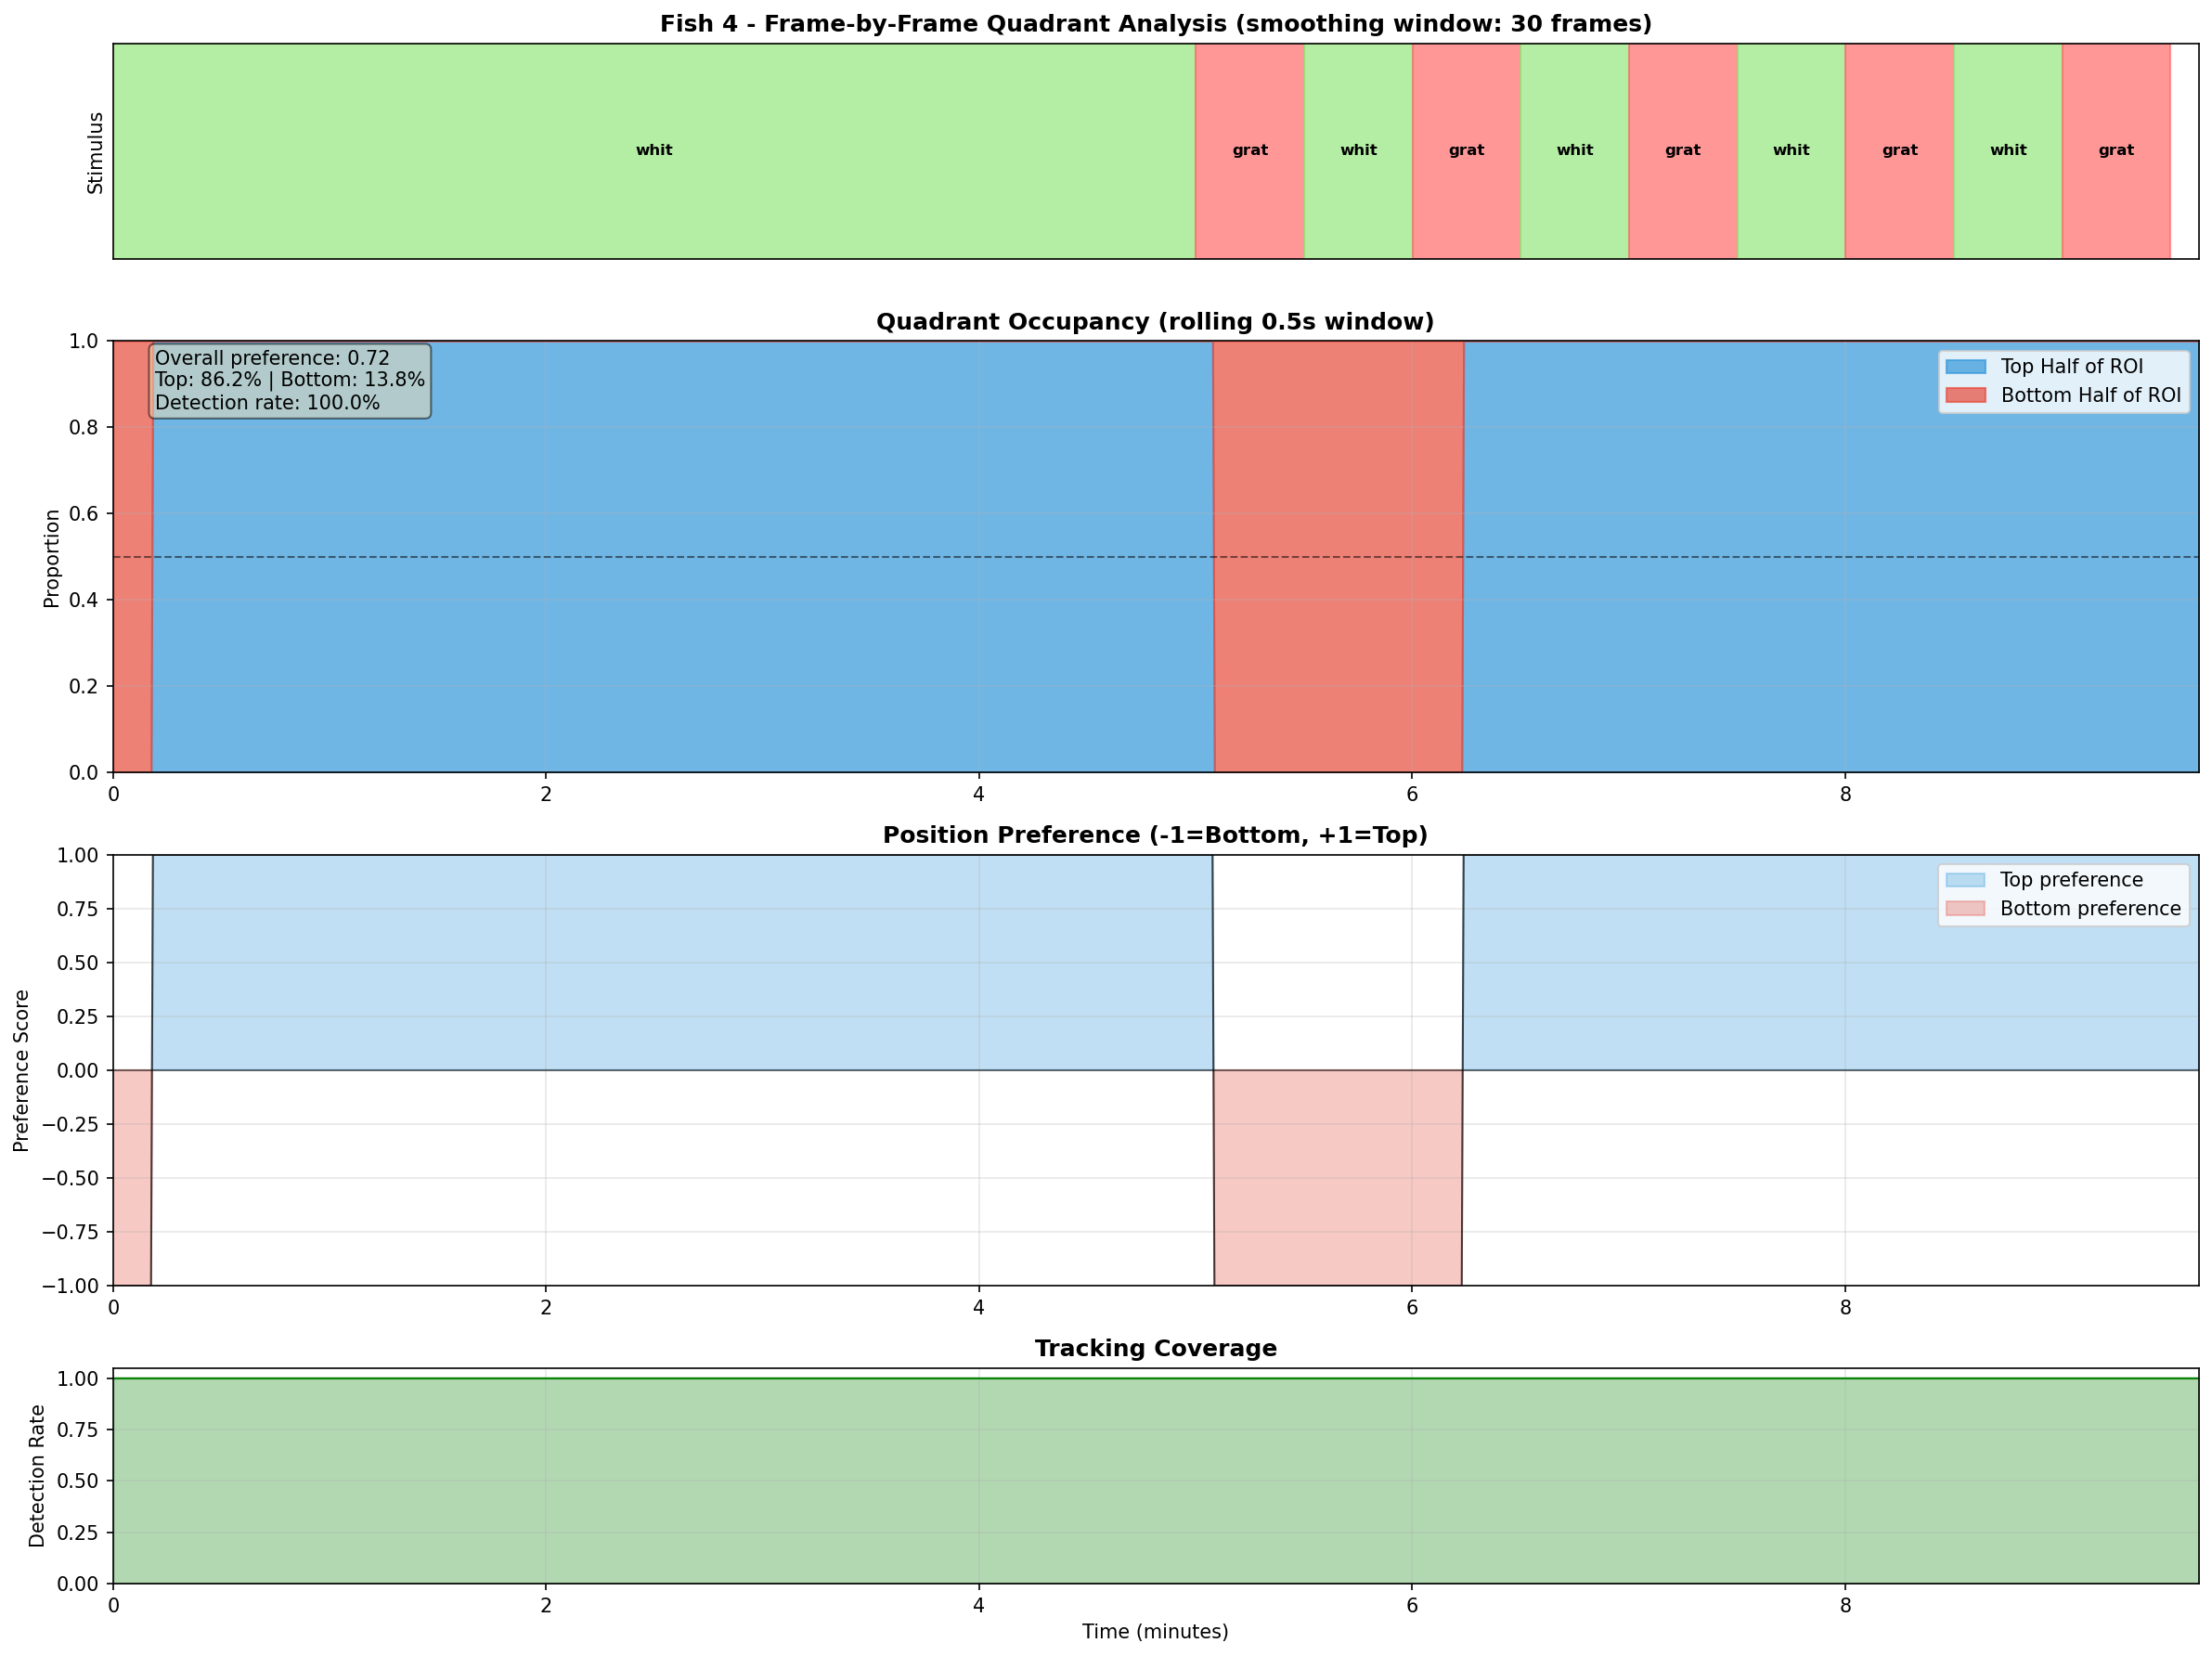 Fish 4 - Frame-by-Frame Quadrant Analysis (smoothing window: 30 frames)
Stimulus
whit
grat
whit
grat
whit
grat
whit
grat
whit
grat
Quadrant Occupancy (rolling 0.5s window)
Proportion
1.0
0.8
0.6
0.4
0.2
0.0
Overall preference: 0.72
Top: 86.2% | Bottom: 13.8%
Detection rate: 100.0%
Top Half of ROI
Bottom Half of ROI
0 2 4 6 8
Position Preference (-1=Bottom, +1=Top)
Preference Score
1.00
0.75
0.50
0.25
0.00
−0.25
−0.50
−0.75
−1.00
Top preference
Bottom preference
0 2 4 6 8
Tracking Coverage
Detection Rate
1.00
0.75
0.50
0.25
0.00
0 2 4 6 8
Time (minutes)